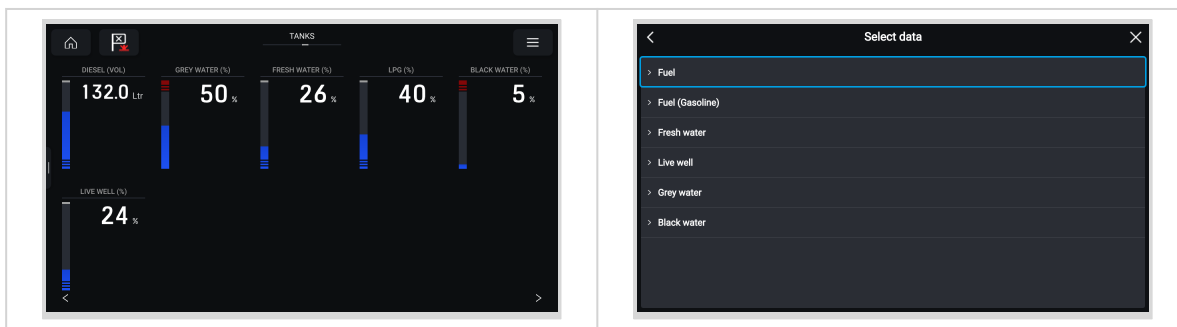 TANKS
DIESEL (VOL) GREY WATER (%) FRESH WATER (%) LPG (%) BLACK WATER (%)
132.0 Ltr 50 % 26 % 40 % 5 %
LIVE WELL (%)
24 %
Select data
Fuel
Fuel (Gasoline)
Fresh water
Live well
Grey water
Black water